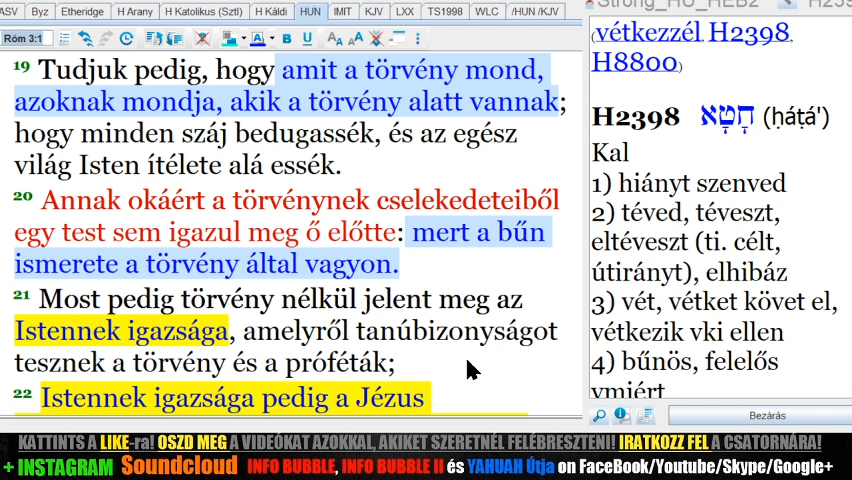 ASV Byz Etheridge H Arany H Katolikus (Sztl) H Káldi HUN IMIT KJV LXX TS1998 WLC /HUN /KJV
Róm 3:1
19 Tudjuk pedig, hogy amit a törvény mond,
azoknak mondja, akik a törvény alatt vannak;
hogy minden száj bedugassék, és az egész
világ Isten ítélete alá essék.
20 Annak okáért a törvénynek cselekedeteiből
egy test sem igazul meg ő előtte: mert a bűn
ismerete a törvény által vagyon.
21 Most pedig törvény nélkül jelent meg az
Istennek igazsága, amelyről tanúbizonyságot
tesznek a törvény és a próféták;
22 Istennek igazsága pedig a Jézus
Strong_HU_HEB2
(vétkezzél, H2398,
H8800)
H2398 חָטָא (ḥáṭá')
Kal
1) hiányt szenved
2) téved, téveszt,
eltéveszt (ti. célt,
útirányt), elhibáz
3) vét, vétket követ el,
vétkezik vki ellen
4) bűnös, felelős
vmiért
Bezárás
KATTINTS A LIKE-ra! OSZD MEG A VIDEÓKAT AZOKKAL, AKIKET SZERETNÉL FELÉBRESZTENI! IRATKOZZ FEL A CSATORNÁRA!
+ INSTAGRAM Soundcloud INFO BUBBLE, INFO BUBBLE II és YAHUAH Útja on FaceBook/Youtube/Skype/Google+